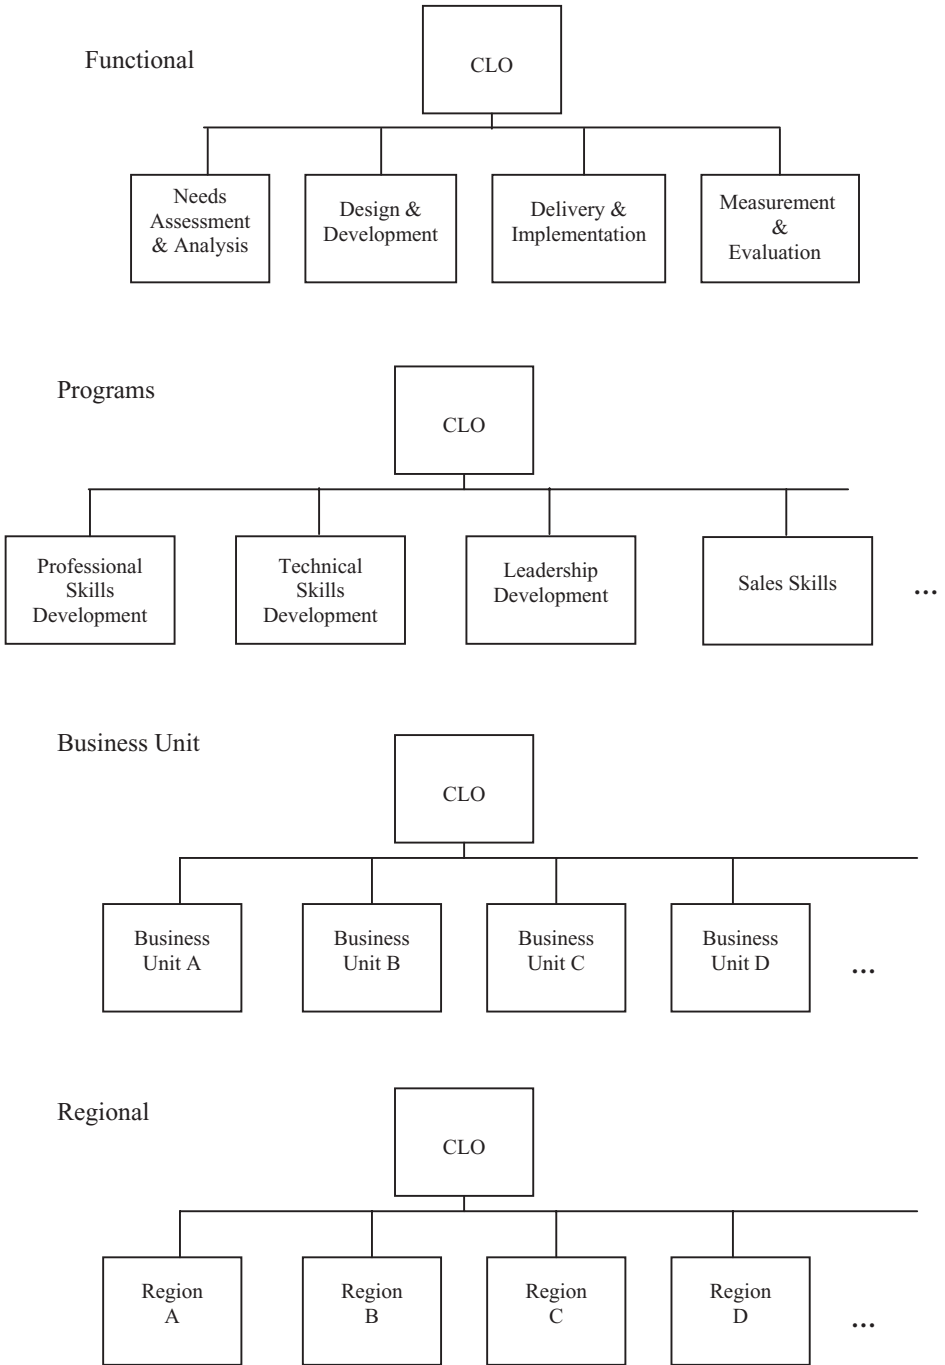 Functional
CLO
Needs
Assessment
& Analysis
Design &
Development
Delivery &
Implementation
Measurement
&
Evaluation
Programs
CLO
Professional
Skills
Development
Technical
Skills
Development
Leadership
Development
Sales Skills
...
Business Unit
CLO
Business
Unit A
Business
Unit B
Business
Unit C
Business
Unit D
...
Regional
CLO
Region
A
Region
B
Region
C
Region
D
...